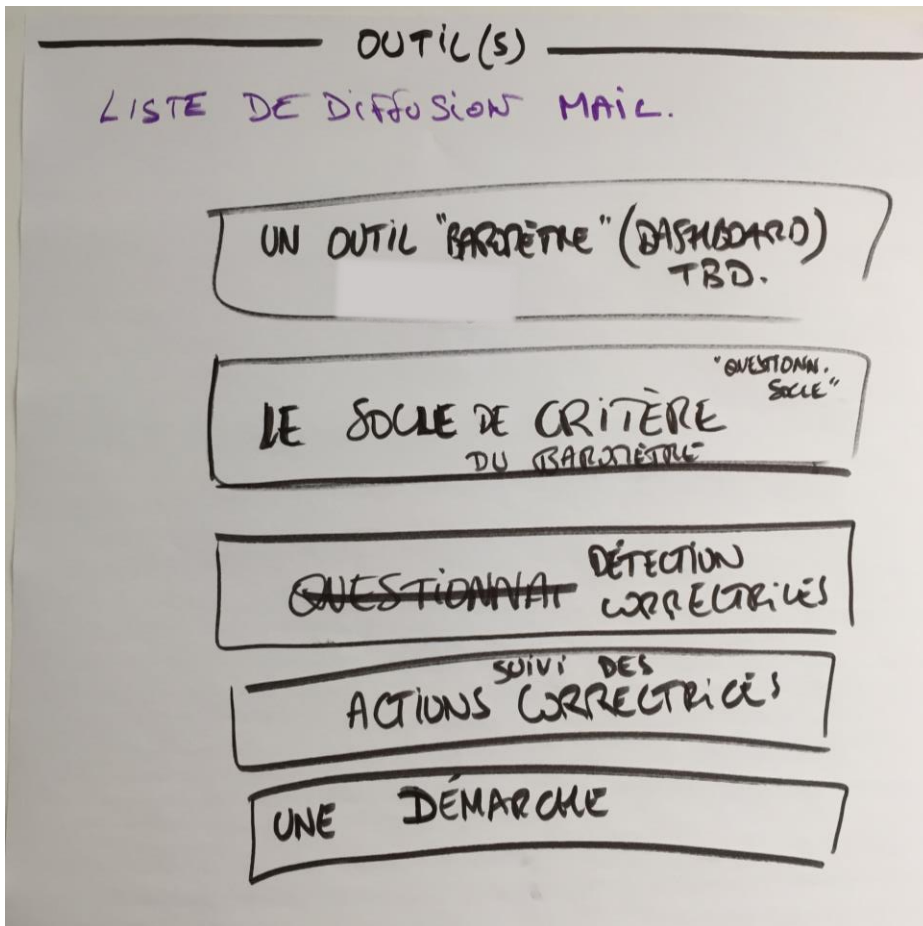 OUTIL(S)
LISTE DE DIFFUSION MAIL.
UN OUTIL "BAROMÈTRE" (DASHBOARD)
TBD.
"QUESTIONN.
SOCLE"
LE SOCLE DE CRITÈRE
DU BAROMÈTRE
QUESTIONNAI DÉTECTION
CORRECTRICES
SUIVI DES
ACTIONS CORRECTRICES
UNE DÉMARCHE